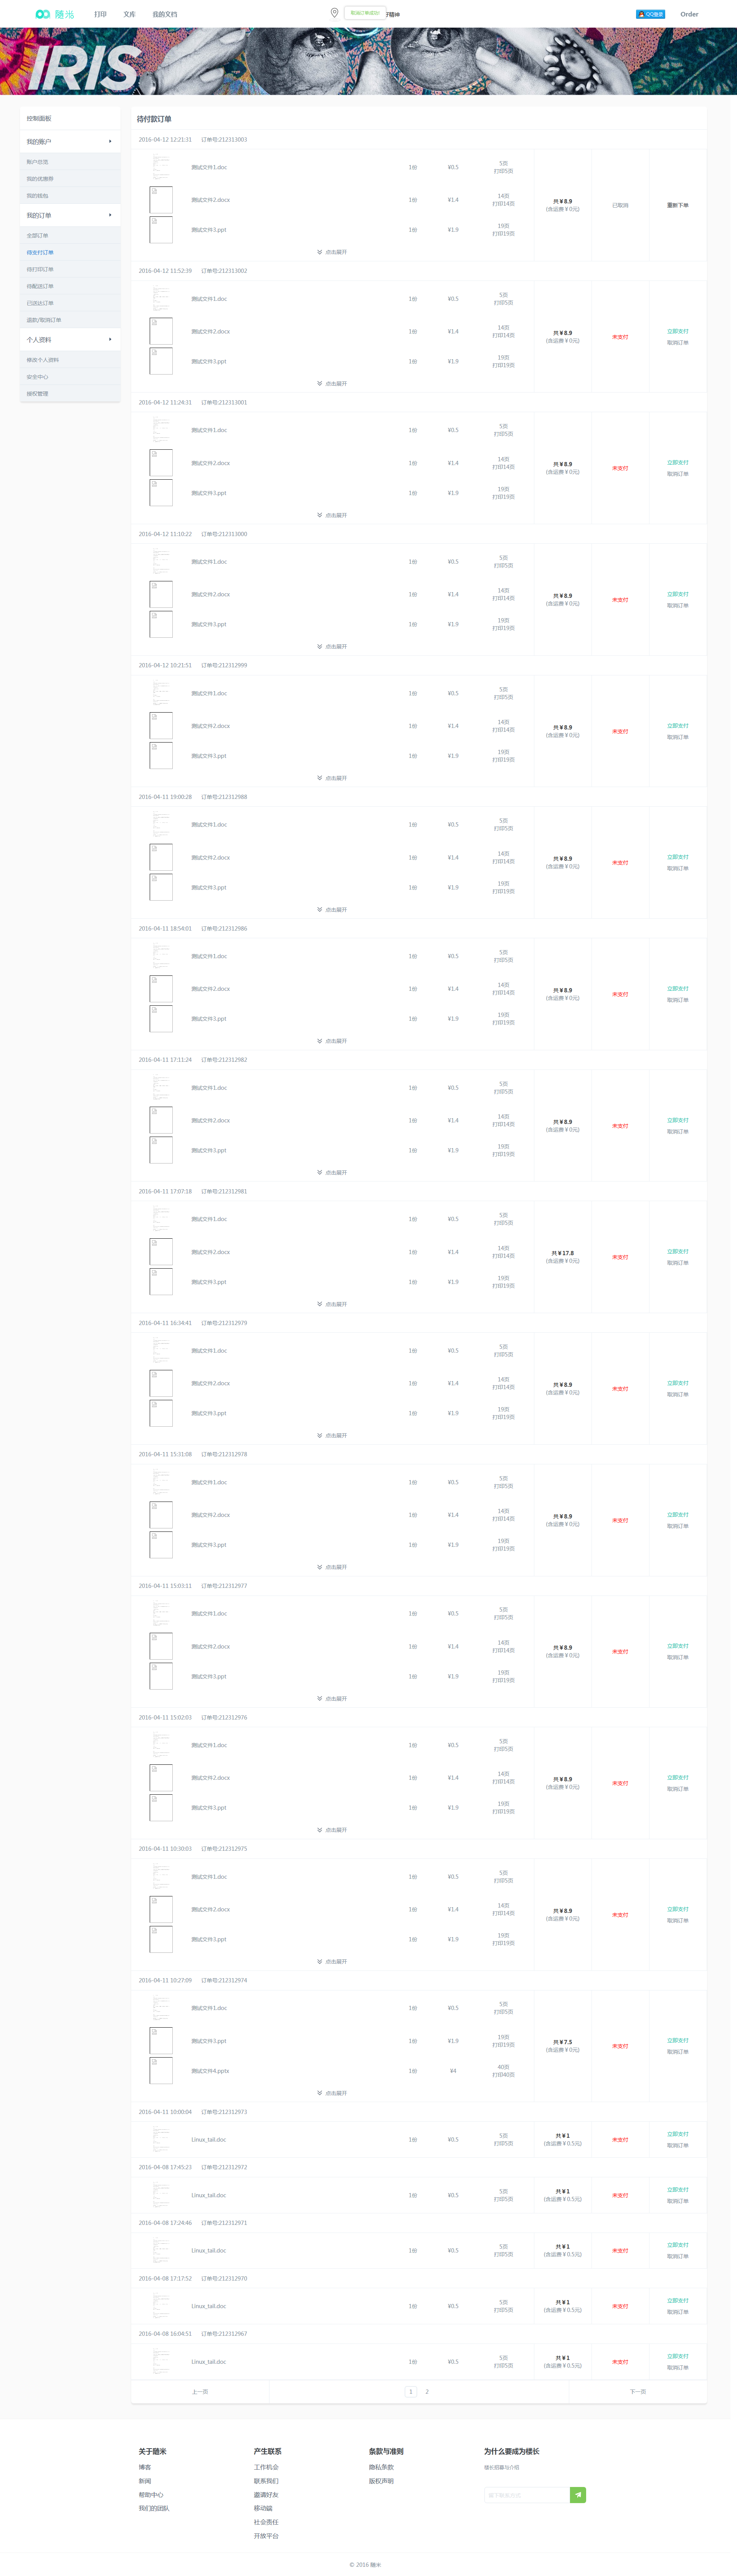 随米
打印
文库
我的文档
取消订单成功!
QQ登录
Order
IRIS
控制面板
我的账户
账户总览
我的优惠券
我的钱包
我的订单
全部订单
待支付订单
待打印订单
待配送订单
已送达订单
退款/取消订单
个人资料
修改个人资料
安全中心
授权管理
待付款订单
2016-04-12 12:21:31 订单号:212313003
测试文件1.doc 1份 ¥0.5 5页
打印5页
测试文件2.docx 1份 ¥1.4 14页
打印14页
测试文件3.ppt 1份 ¥1.9 19页
打印19页
共¥8.9
(含运费¥0元)
已取消
重新下单
点击展开
2016-04-12 11:52:39 订单号:212313002
测试文件1.doc 1份 ¥0.5 5页
打印5页
测试文件2.docx 1份 ¥1.4 14页
打印14页
测试文件3.ppt 1份 ¥1.9 19页
打印19页
共¥8.9
(含运费¥0元)
未支付
立即支付
取消订单
点击展开
2016-04-12 11:24:31 订单号:212313001
测试文件1.doc 1份 ¥0.5 5页
打印5页
测试文件2.docx 1份 ¥1.4 14页
打印14页
测试文件3.ppt 1份 ¥1.9 19页
打印19页
共¥8.9
(含运费¥0元)
未支付
立即支付
取消订单
点击展开
2016-04-12 11:10:22 订单号:212313000
测试文件1.doc 1份 ¥0.5 5页
打印5页
测试文件2.docx 1份 ¥1.4 14页
打印14页
测试文件3.ppt 1份 ¥1.9 19页
打印19页
共¥8.9
(含运费¥0元)
未支付
立即支付
取消订单
点击展开
2016-04-12 10:21:51 订单号:212312999
测试文件1.doc 1份 ¥0.5 5页
打印5页
测试文件2.docx 1份 ¥1.4 14页
打印14页
测试文件3.ppt 1份 ¥1.9 19页
打印19页
共¥8.9
(含运费¥0元)
未支付
立即支付
取消订单
点击展开
2016-04-11 19:00:28 订单号:212312988
测试文件1.doc 1份 ¥0.5 5页
打印5页
测试文件2.docx 1份 ¥1.4 14页
打印14页
测试文件3.ppt 1份 ¥1.9 19页
打印19页
共¥8.9
(含运费¥0元)
未支付
立即支付
取消订单
点击展开
2016-04-11 18:54:01 订单号:212312986
测试文件1.doc 1份 ¥0.5 5页
打印5页
测试文件2.docx 1份 ¥1.4 14页
打印14页
测试文件3.ppt 1份 ¥1.9 19页
打印19页
共¥8.9
(含运费¥0元)
未支付
立即支付
取消订单
点击展开
2016-04-11 17:11:24 订单号:212312982
测试文件1.doc 1份 ¥0.5 5页
打印5页
测试文件2.docx 1份 ¥1.4 14页
打印14页
测试文件3.ppt 1份 ¥1.9 19页
打印19页
共¥8.9
(含运费¥0元)
未支付
立即支付
取消订单
点击展开
2016-04-11 17:07:18 订单号:212312981
测试文件1.doc 1份 ¥0.5 5页
打印5页
测试文件2.docx 1份 ¥1.4 14页
打印14页
测试文件3.ppt 1份 ¥1.9 19页
打印19页
共¥17.8
(含运费¥0元)
未支付
立即支付
取消订单
点击展开
2016-04-11 16:34:41 订单号:212312979
测试文件1.doc 1份 ¥0.5 5页
打印5页
测试文件2.docx 1份 ¥1.4 14页
打印14页
测试文件3.ppt 1份 ¥1.9 19页
打印19页
共¥8.9
(含运费¥0元)
未支付
立即支付
取消订单
点击展开
2016-04-11 15:31:08 订单号:212312978
测试文件1.doc 1份 ¥0.5 5页
打印5页
测试文件2.docx 1份 ¥1.4 14页
打印14页
测试文件3.ppt 1份 ¥1.9 19页
打印19页
共¥8.9
(含运费¥0元)
未支付
立即支付
取消订单
点击展开
2016-04-11 15:03:11 订单号:212312977
测试文件1.doc 1份 ¥0.5 5页
打印5页
测试文件2.docx 1份 ¥1.4 14页
打印14页
测试文件3.ppt 1份 ¥1.9 19页
打印19页
共¥8.9
(含运费¥0元)
未支付
立即支付
取消订单
点击展开
2016-04-11 15:02:03 订单号:212312976
测试文件1.doc 1份 ¥0.5 5页
打印5页
测试文件2.docx 1份 ¥1.4 14页
打印14页
测试文件3.ppt 1份 ¥1.9 19页
打印19页
共¥8.9
(含运费¥0元)
未支付
立即支付
取消订单
点击展开
2016-04-11 10:30:03 订单号:212312975
测试文件1.doc 1份 ¥0.5 5页
打印5页
测试文件2.docx 1份 ¥1.4 14页
打印14页
测试文件3.ppt 1份 ¥1.9 19页
打印19页
共¥8.9
(含运费¥0元)
未支付
立即支付
取消订单
点击展开
2016-04-11 10:27:09 订单号:212312974
测试文件1.doc 1份 ¥0.5 5页
打印5页
测试文件3.ppt 1份 ¥1.9 19页
打印19页
测试文件4.pptx 1份 ¥4 40页
打印40页
共¥7.5
(含运费¥0元)
未支付
立即支付
取消订单
点击展开
2016-04-11 10:00:04 订单号:212312973
Linux_tail.doc 1份 ¥0.5 5页
打印5页
共¥1
(含运费¥0.5元)
未支付
立即支付
取消订单
2016-04-08 17:45:23 订单号:212312972
Linux_tail.doc 1份 ¥0.5 5页
打印5页
共¥1
(含运费¥0.5元)
未支付
立即支付
取消订单
2016-04-08 17:24:46 订单号:212312971
Linux_tail.doc 1份 ¥0.5 5页
打印5页
共¥1
(含运费¥0.5元)
未支付
立即支付
取消订单
2016-04-08 17:17:52 订单号:212312970
Linux_tail.doc 1份 ¥0.5 5页
打印5页
共¥1
(含运费¥0.5元)
未支付
立即支付
取消订单
2016-04-08 16:04:51 订单号:212312967
Linux_tail.doc 1份 ¥0.5 5页
打印5页
共¥1
(含运费¥0.5元)
未支付
立即支付
取消订单
上一页 1 2 下一页
关于随米
博客
新闻
帮助中心
我们的团队
产生联系
工作机会
联系我们
邀请好友
移动端
社会责任
开放平台
条款与准则
隐私条款
版权声明
为什么要成为楼长
楼长招募与介绍
留下联系方式
© 2016 随米